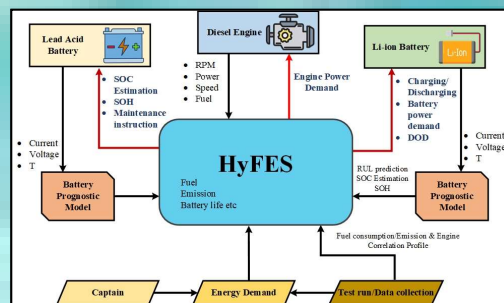 Lead Acid
Battery
Diesel Engine
Li-ion Battery
Li-Ion
• SOC
Estimation
• SOH
• Maintenance
instruction
• RPM
• Power
• Speed
• Fuel
Engine Power
Demand
• Charging/
Discharging
• Battery
power
demand
• DOD
• Current
• Voltage
• T
• Current
• Voltage
• T
HyFES
Fuel
Emission
Battery life etc
RUL prediction
SOC Estimation
SOH
Battery
Prognostic
Model
Battery
Prognostic
Model
Fuel consumption/Emission & Engine
Correlation Profile
Captain
Energy Demand
Test run/Data collection